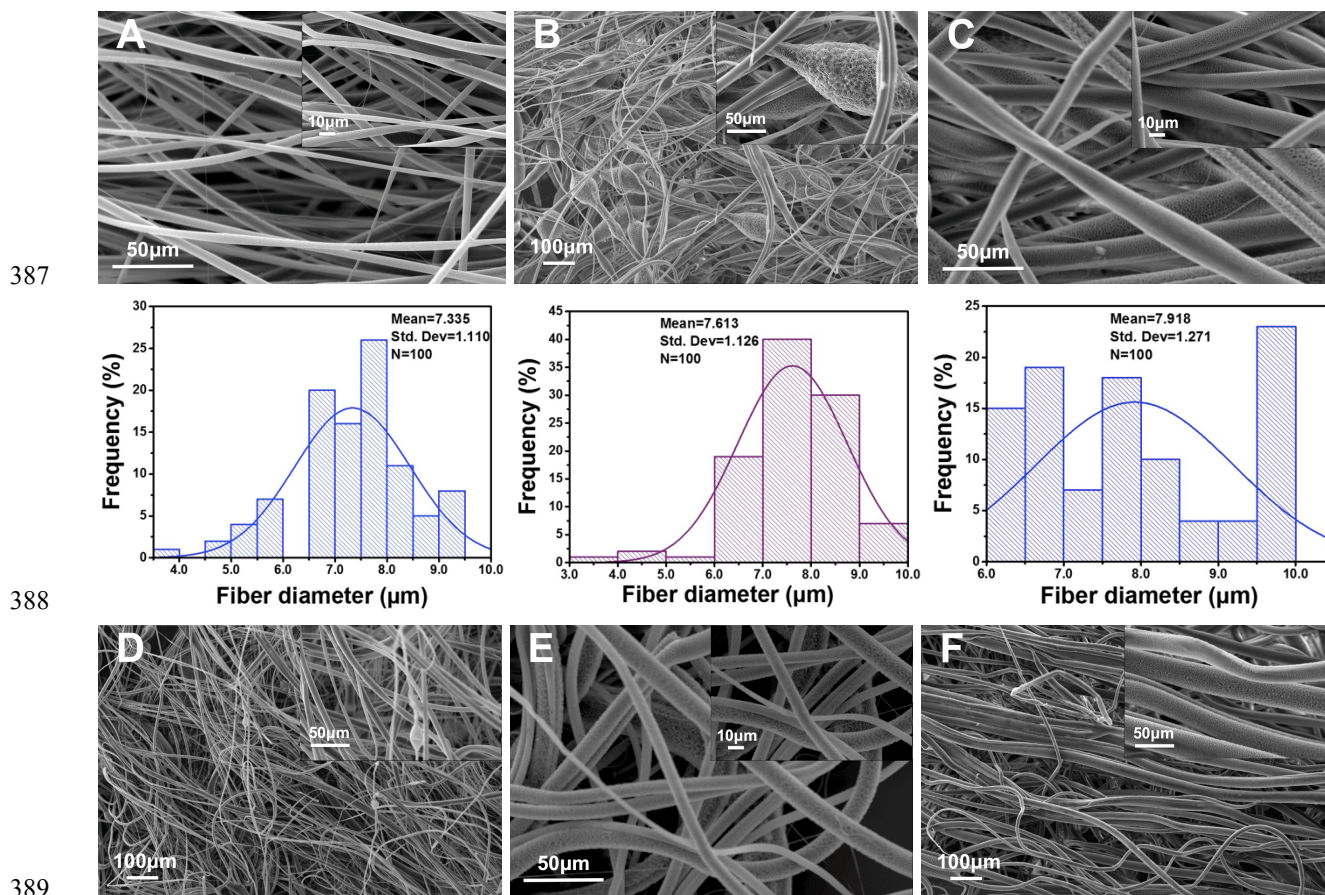 A
10µm
50µm
B
50µm
100µm
C
10µm
50µm
387
30
25
20
15
10
5
0
Frequency (%)
Mean=7.335
Std. Dev=1.110
N=100
4.0 5.0 6.0 7.0 8.0 9.0 10.0
Fiber diameter (µm)
45
40
35
30
25
20
15
10
5
0
Frequency (%)
Mean=7.613
Std. Dev=1.126
N=100
3.0 4.0 5.0 6.0 7.0 8.0 9.0 10.0
Fiber diameter (µm)
25
20
15
10
5
0
Frequency (%)
Mean=7.918
Std. Dev=1.271
N=100
6.0 7.0 8.0 9.0 10.0
Fiber diameter (µm)
388
D
50µm
100µm
E
10µm
50µm
F
50µm
100µm
389